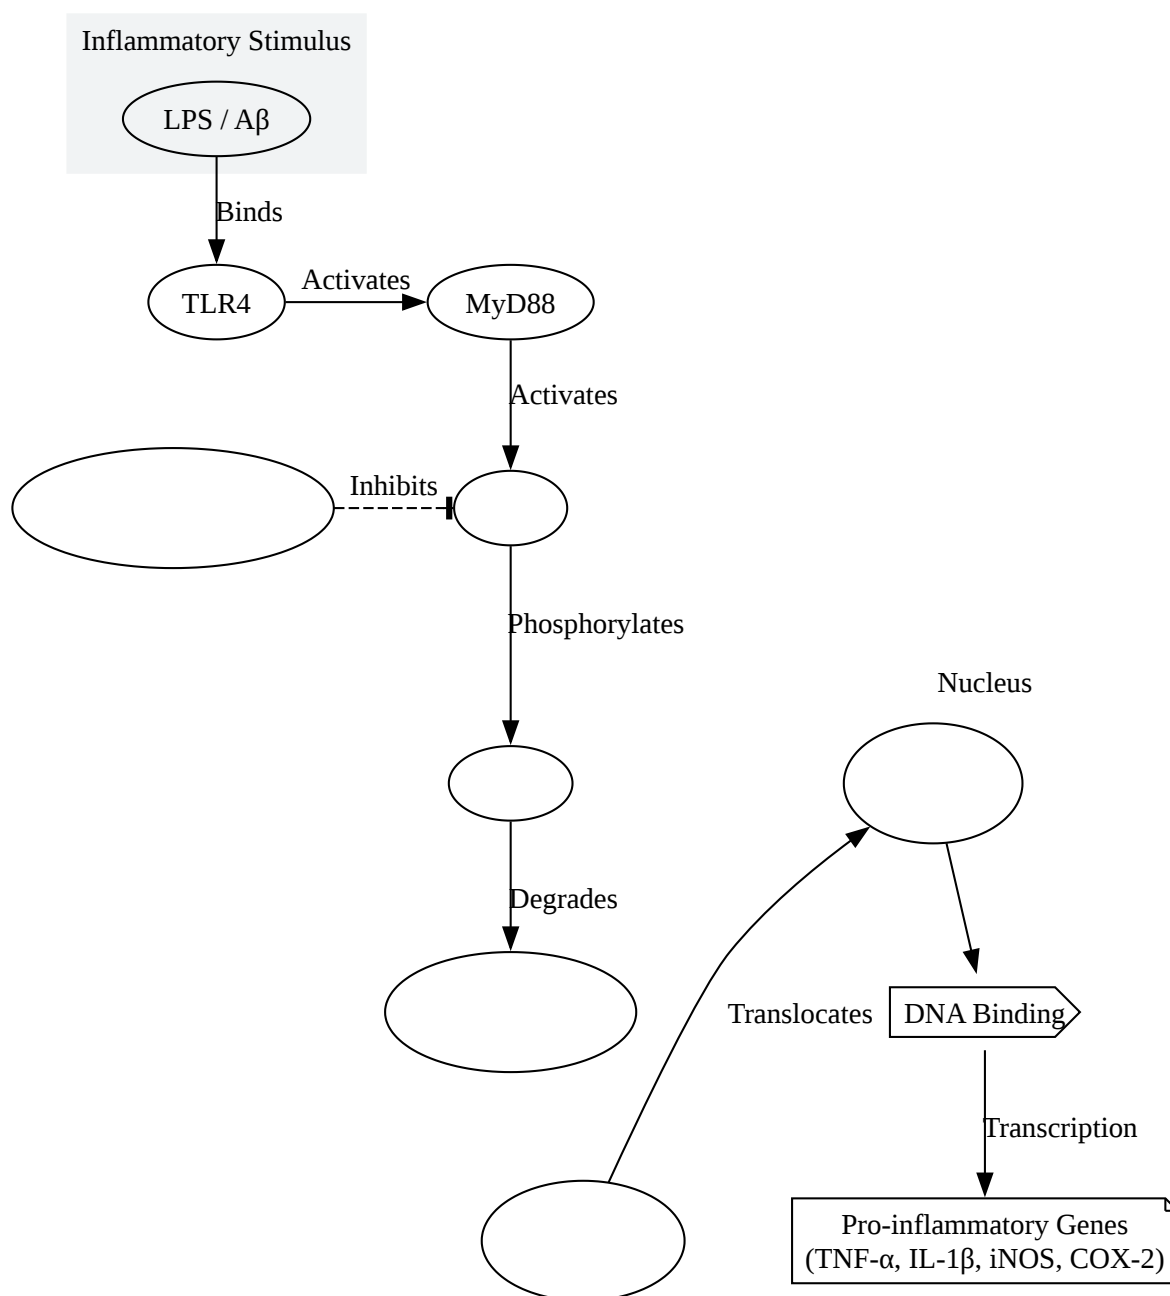 Inflammatory Stimulus
LPS / Aβ
Binds
TLR4
Activates
MyD88
Activates
Inhibits
Phosphorylates
Nucleus
Degrades
Translocates
DNA Binding
Transcription
Pro-inflammatory Genes
(TNF-α, IL-1β, iNOS, COX-2)